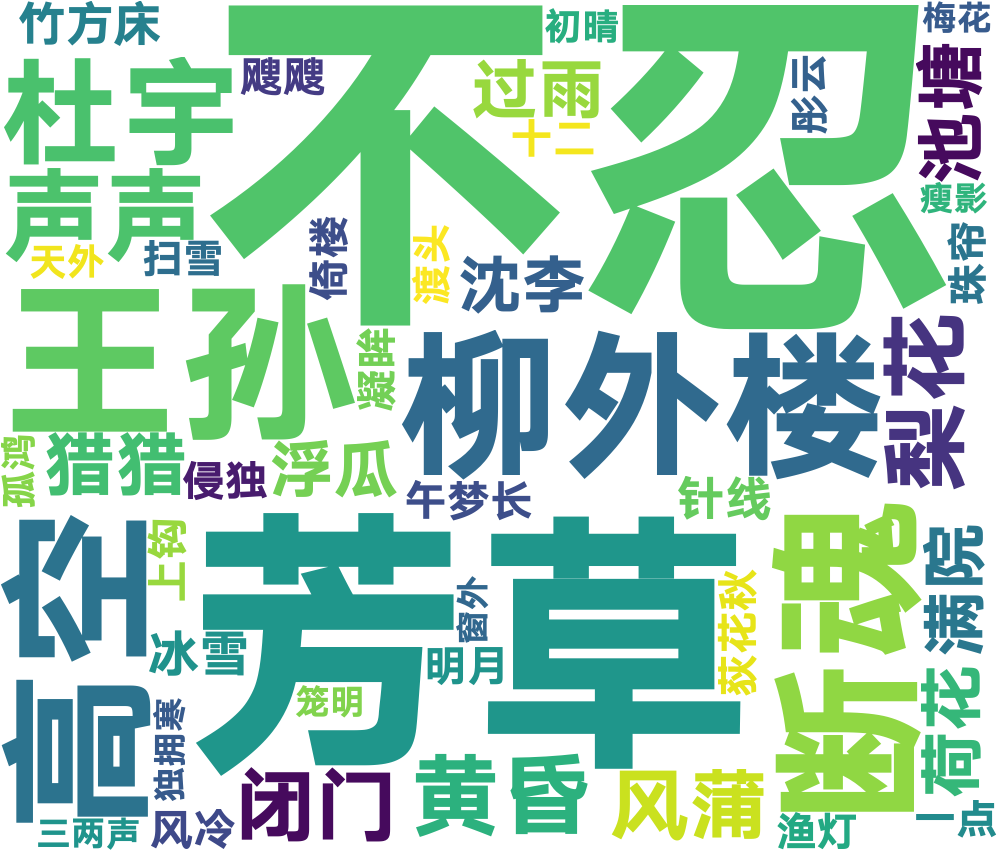 竹方床
初晴
梅花
杜宇
飕飕
过雨
不忍
彤云
池塘
十二
声声
瘦影
天外
扫雪
倚楼
渡头
沈李
珠帘
王孙
凝眸
柳外楼
梨花
孤鸿
猎猎
侵独
浮瓜
午梦长
针线
高空
上钩
芳草
窗外
荻花秋
断魂
满院
冰雪
明月
笼明
荷花
独拥寒
闭门
黄昏
风蒲
三两声
风冷
渔灯
一点